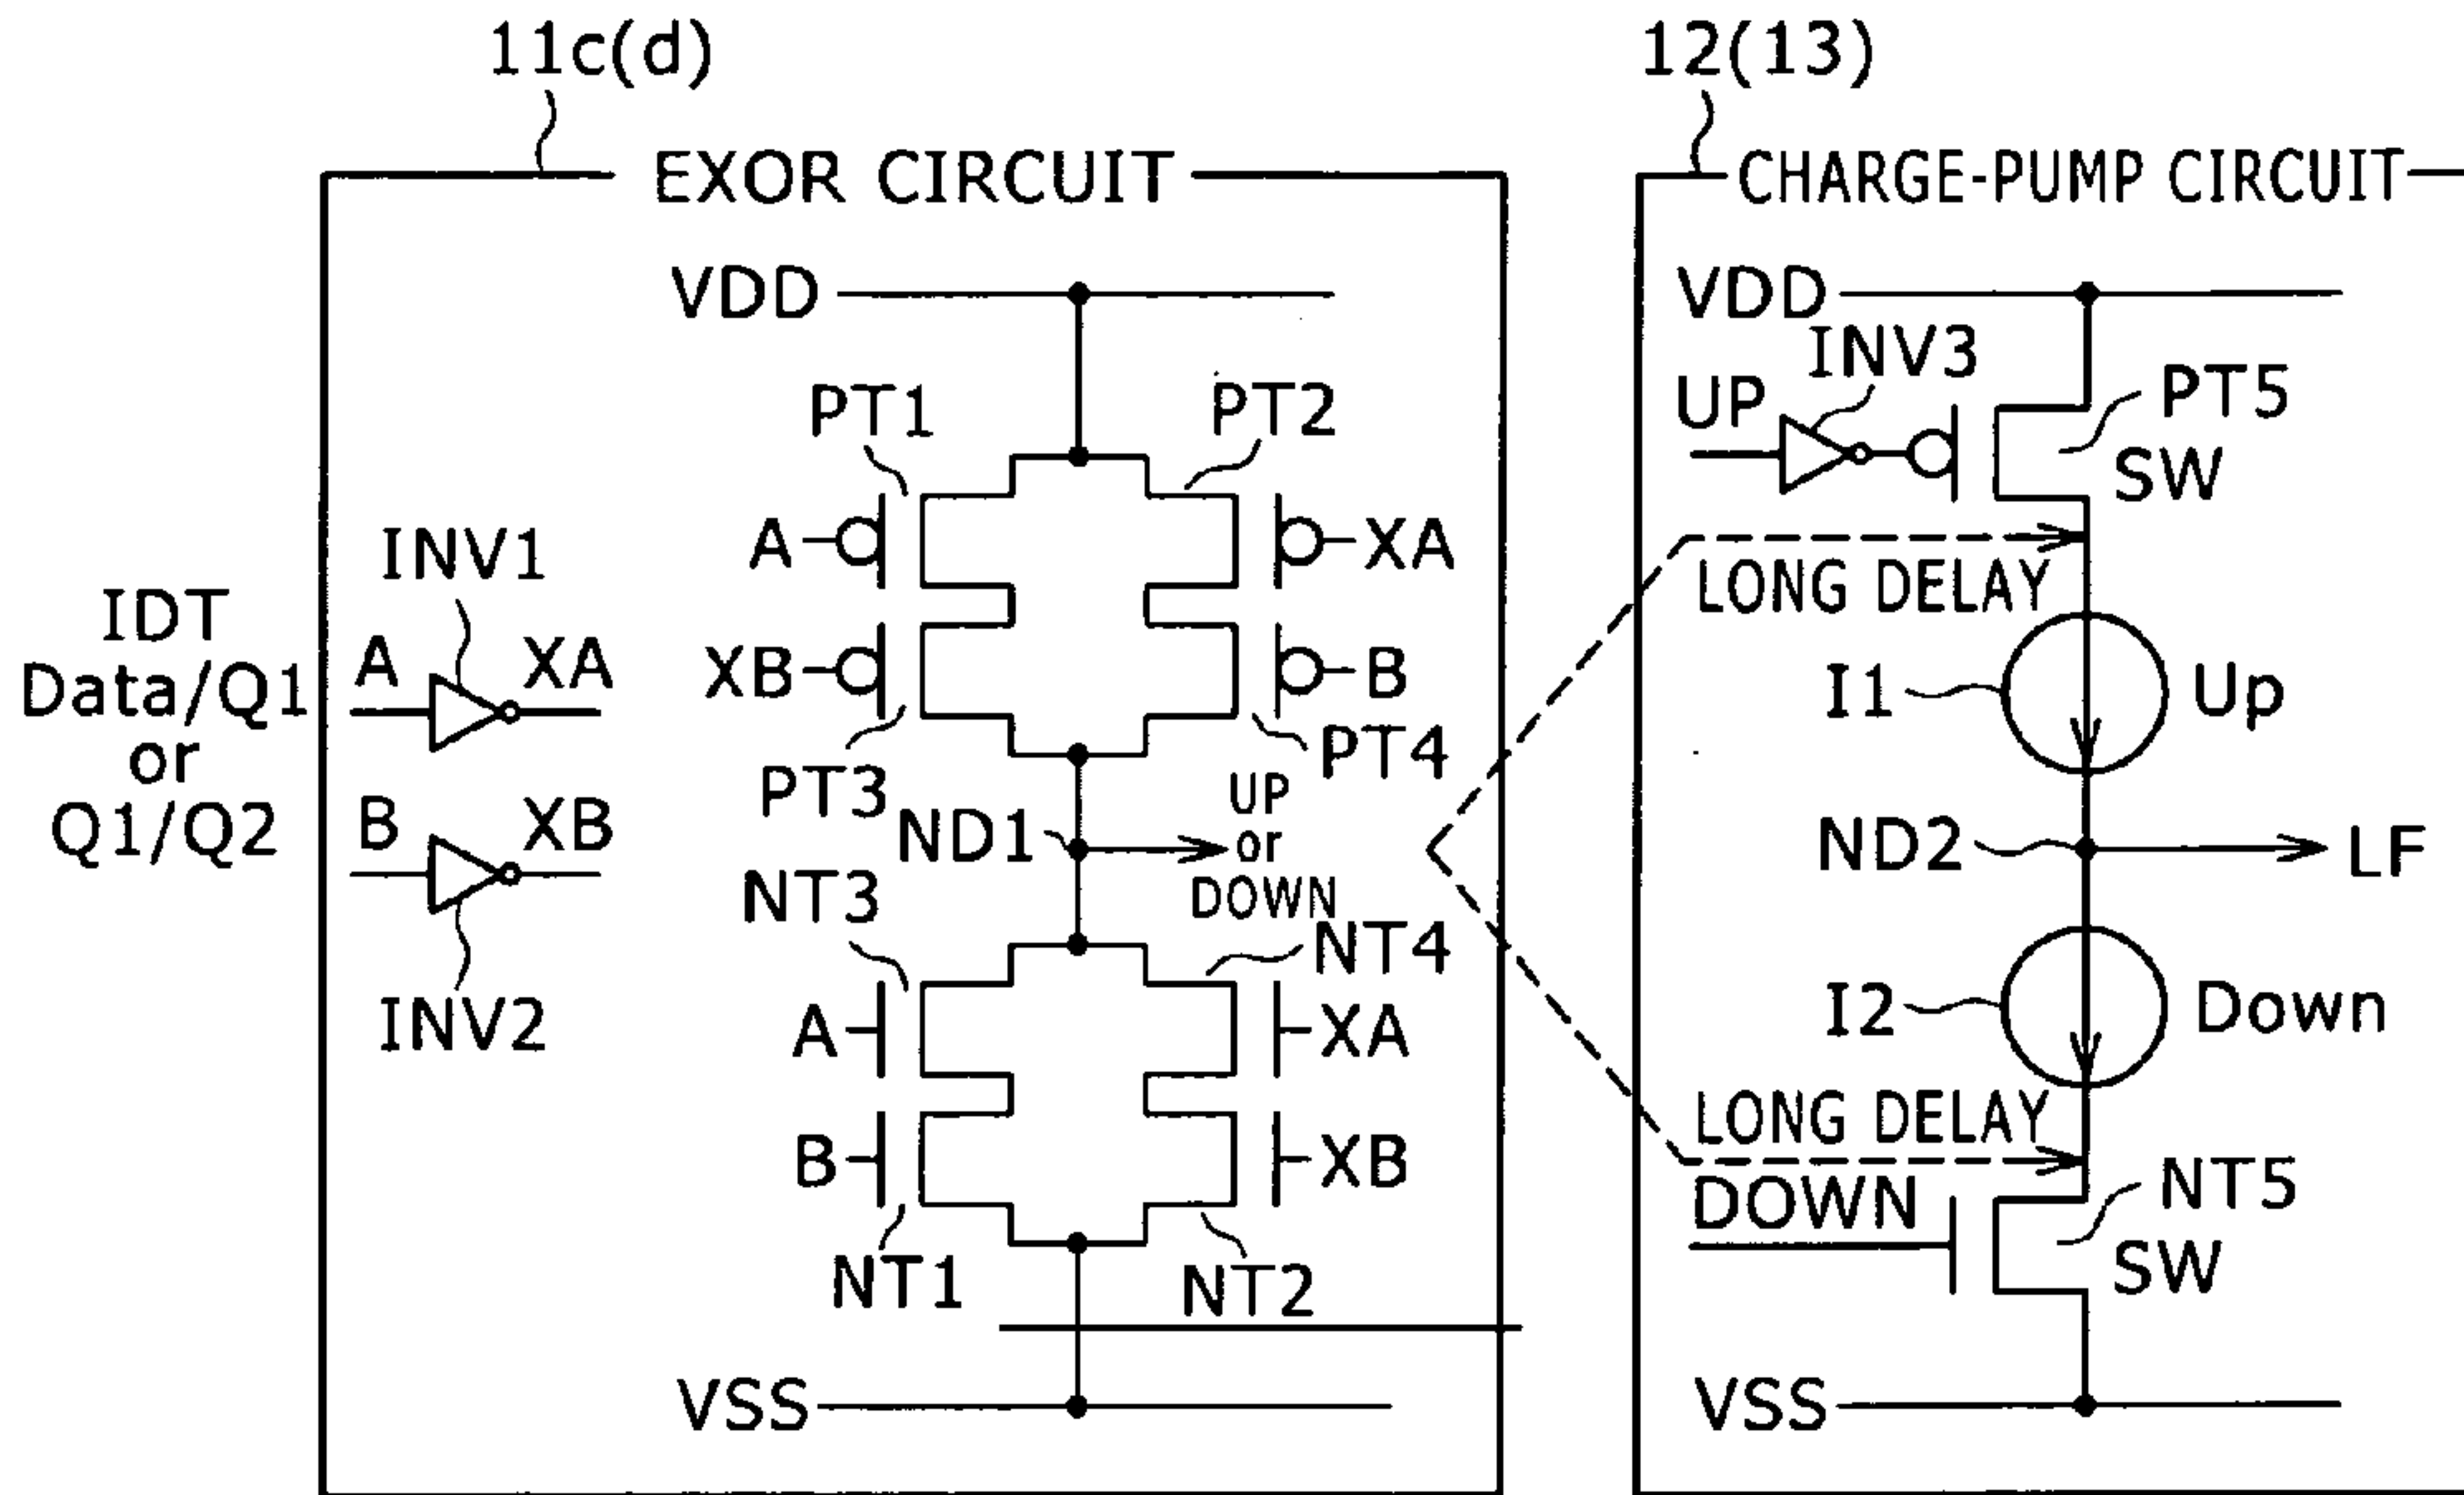 11c(d)
EXOR CIRCUIT
IDT
Data/Q1
or
Q1/Q2
INV1
A
XA
B
XB
INV2
VDD
PT1
PT2
A
XA
XB
B
PT3
PT4
ND1
UP
or
DOWN
NT3
NT4
A
XA
B
XB
NT1
NT2
VSS
12(13)
CHARGE-PUMP CIRCUIT
VDD
INV3
UP
PT5
SW
LONG DELAY
I1
Up
ND2
LF
I2
Down
LONG DELAY
DOWN
NT5
SW
VSS